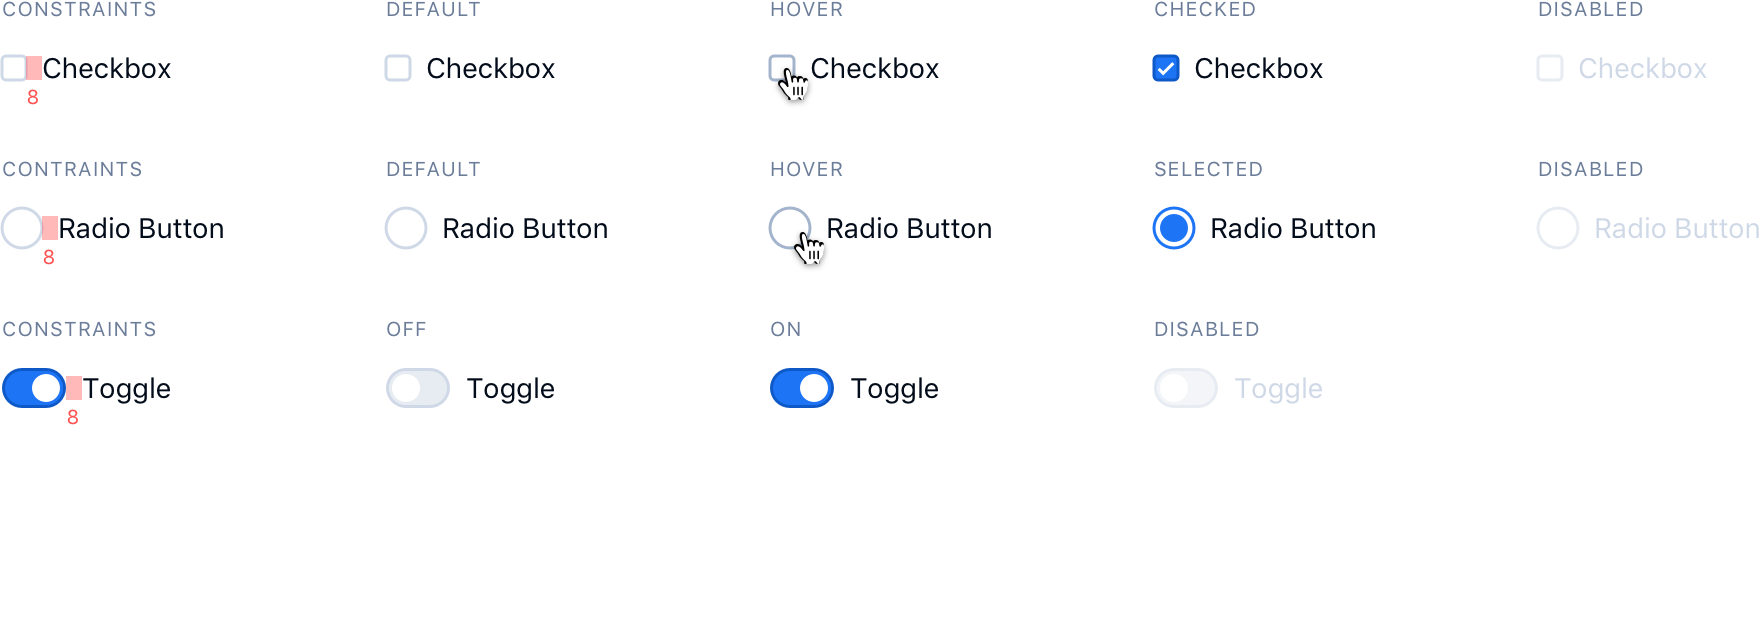 CONSTRAINTS DEFAULT HOVER CHECKED DISABLED
Checkbox Checkbox Checkbox Checkbox Checkbox
8
CONTRAINTS DEFAULT HOVER SELECTED DISABLED
Radio Button Radio Button Radio Button Radio Button Radio Button
8
CONSTRAINTS OFF ON DISABLED
Toggle Toggle Toggle Toggle
8